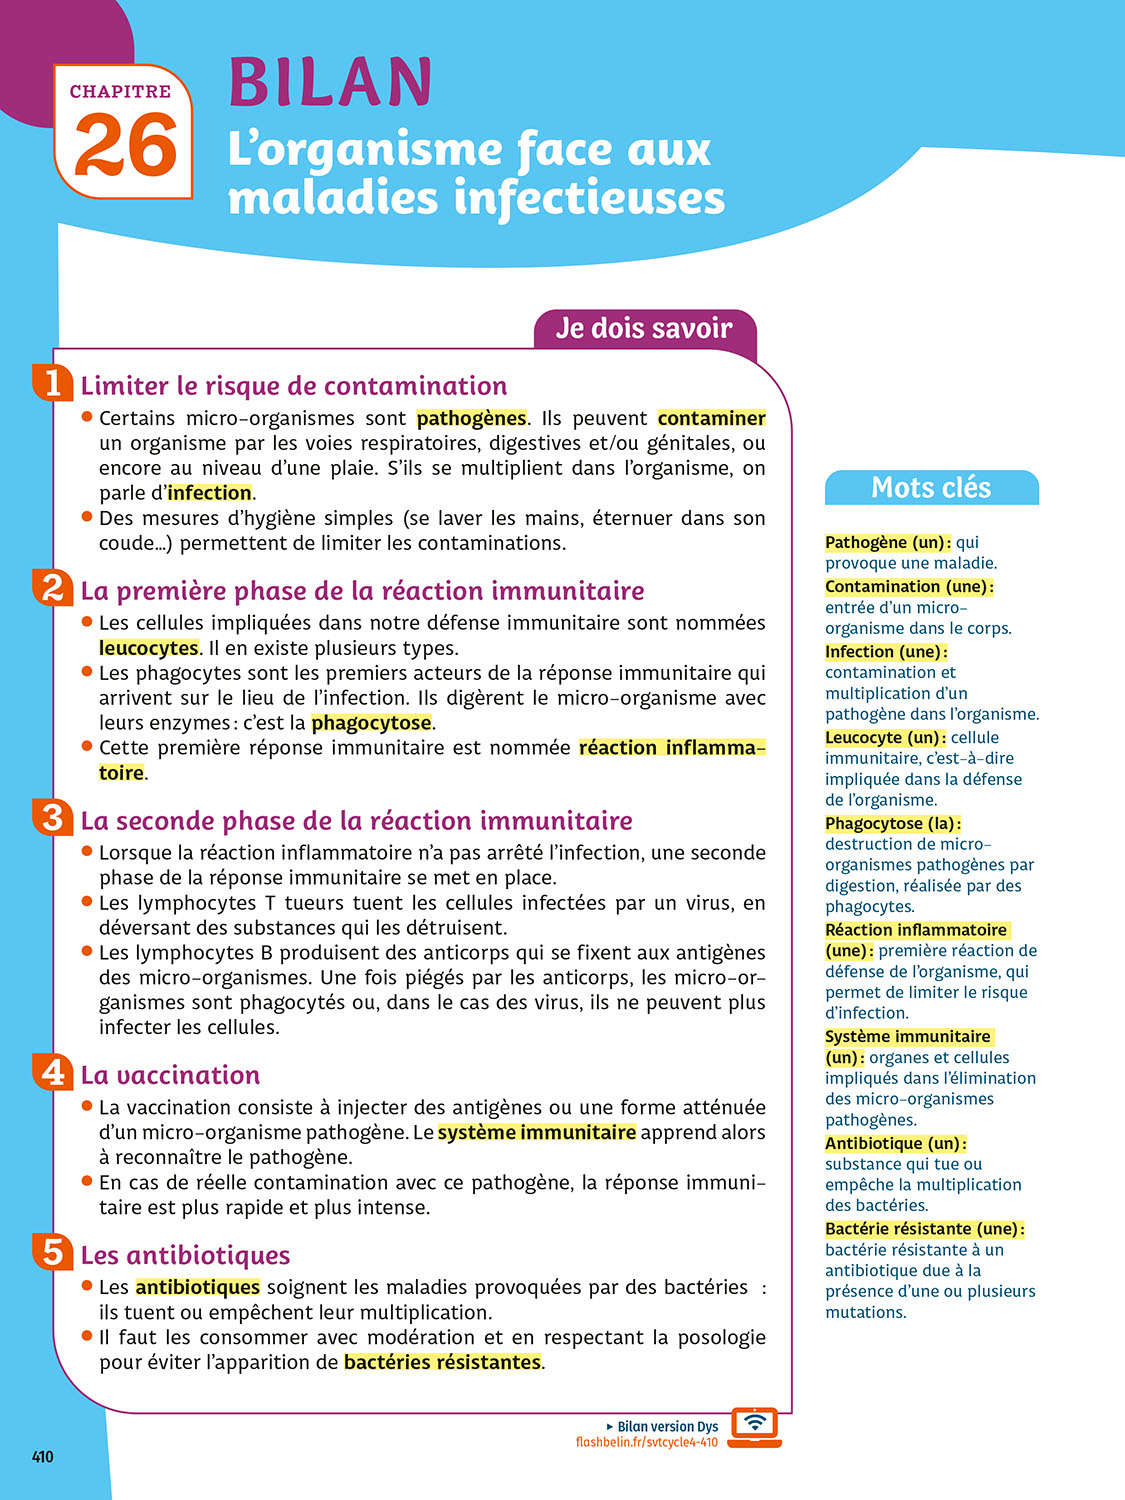 CHAPITRE
26
BILAN
L'organisme face aux
maladies infectieuses
Je dois savoir
1 Limiter le risque de contamination
● Certains micro-organismes sont pathogènes. Ils peuvent contaminer
un organisme par les voies respiratoires, digestives et/ou génitales, ou
encore au niveau d'une plaie. S'ils se multiplient dans l'organisme, on
parle d'infection.
● Des mesures d'hygiène simples (se laver les mains, éternuer dans son
coude…) permettent de limiter les contaminations.
2 La première phase de la réaction immunitaire
● Les cellules impliquées dans notre défense immunitaire sont nommées
leucocytes. Il en existe plusieurs types.
● Les phagocytes sont les premiers acteurs de la réponse immunitaire qui
arrivent sur le lieu de l'infection. Ils digèrent le micro-organisme avec
leurs enzymes : c'est la phagocytose.
● Cette première réponse immunitaire est nommée réaction inflamma-
toire.
3 La seconde phase de la réaction immunitaire
● Lorsque la réaction inflammatoire n'a pas arrêté l'infection, une seconde
phase de la réponse immunitaire se met en place.
● Les lymphocytes T tueurs tuent les cellules infectées par un virus, en
déversant des substances qui les détruisent.
● Les lymphocytes B produisent des anticorps qui se fixent aux antigènes
des micro-organismes. Une fois piégés par les anticorps, les micro-or-
ganismes sont phagocytés ou, dans le cas des virus, ils ne peuvent plus
infecter les cellules.
4 La vaccination
● La vaccination consiste à injecter des antigènes ou une forme atténuée
d'un micro-organisme pathogène. Le système immunitaire apprend alors
à reconnaître le pathogène.
● En cas de réelle contamination avec ce pathogène, la réponse immuni-
taire est plus rapide et plus intense.
5 Les antibiotiques
● Les antibiotiques soignent les maladies provoquées par des bactéries :
ils tuent ou empêchent leur multiplication.
● Il faut les consommer avec modération et en respectant la posologie
pour éviter l'apparition de bactéries résistantes.
▸ Bilan version Dys
flashbelin.fr/svtcycle4-410
Mots clés
Pathogène (un) : qui
provoque une maladie.
Contamination (une) :
entrée d'un micro-
organisme dans le corps.
Infection (une) :
contamination et
multiplication d'un
pathogène dans l'organisme.
Leucocyte (un) : cellule
immunitaire, c'est-à-dire
impliquée dans la défense
de l'organisme.
Phagocytose (la) :
destruction de micro-
organismes pathogènes par
digestion, réalisée par des
phagocytes.
Réaction inflammatoire
(une) : première réaction de
défense de l'organisme, qui
permet de limiter le risque
d'infection.
Système immunitaire
(un) : organes et cellules
impliqués dans l'élimination
des micro-organismes
pathogènes.
Antibiotique (un) :
substance qui tue ou
empêche la multiplication
des bactéries.
Bactérie résistante (une) :
bactérie résistante à un
antibiotique due à la
présence d'une ou plusieurs
mutations.
410